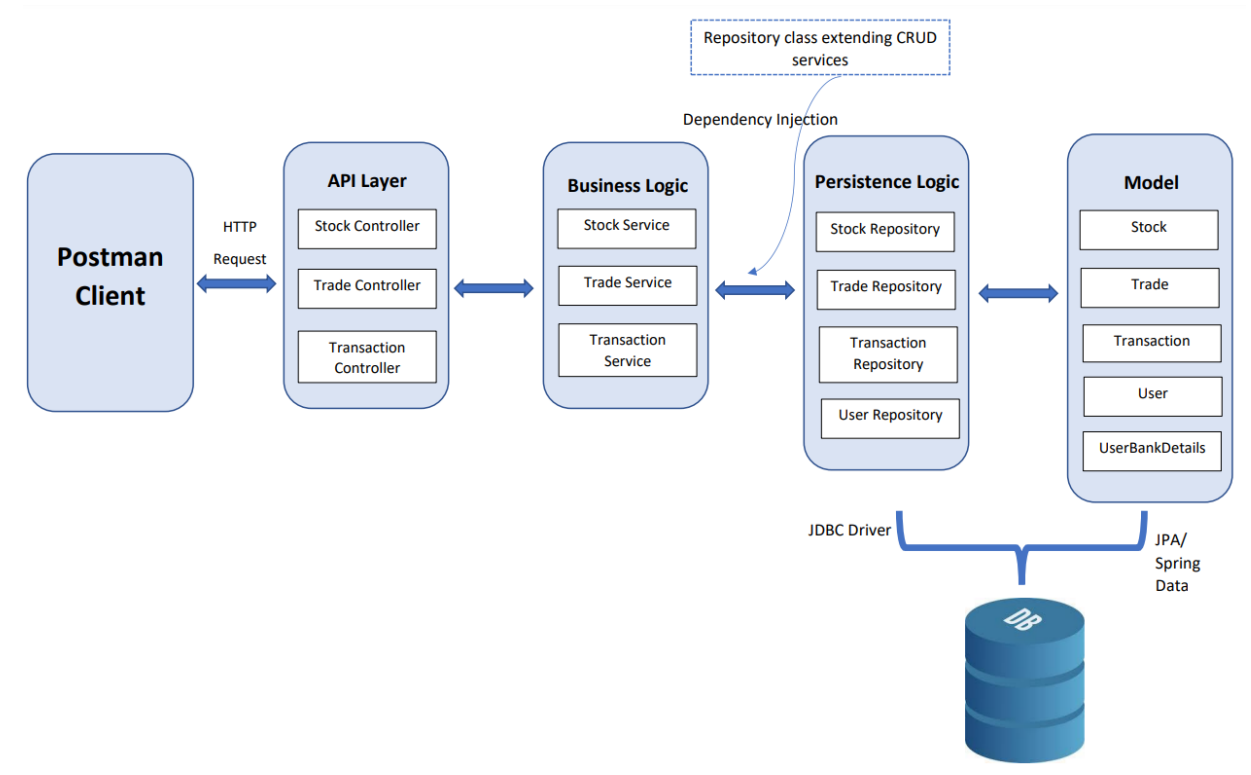 Repository class extending CRUD
services
Dependency Injection
Postman
Client
HTTP
Request
API Layer
Stock Controller
Trade Controller
Transaction
Controller
Business Logic
Stock Service
Trade Service
Transaction
Service
Persistence Logic
Stock Repository
Trade Repository
Transaction
Repository
User Repository
Model
Stock
Trade
Transaction
User
UserBankDetails
JDBC Driver
JPA/
Spring
Data
DB